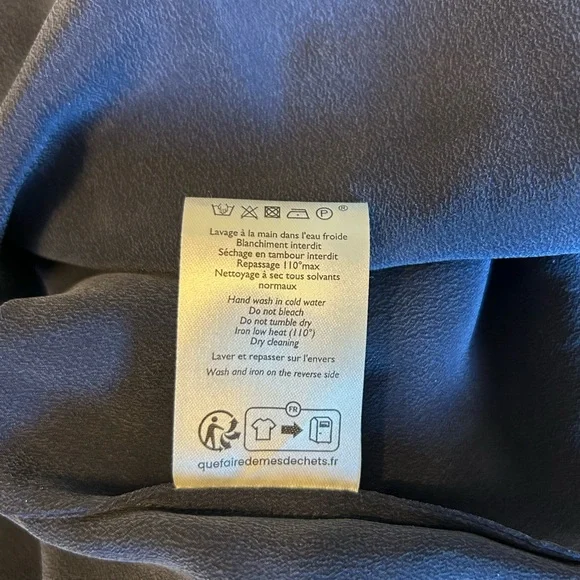 P ®
Lavage à la main dans l'eau froide
Blanchiment interdit
Séchage en tambour interdit
Repassage 110°max
Nettoyage à sec tous solvants
normaux
Hand wash in cold water
Do not bleach
Do not tumble dry
Iron low heat (110°)
Dry cleaning
Laver et repasser sur l'envers
Wash and iron on the reverse side
FR
quefairedemesdechets.fr